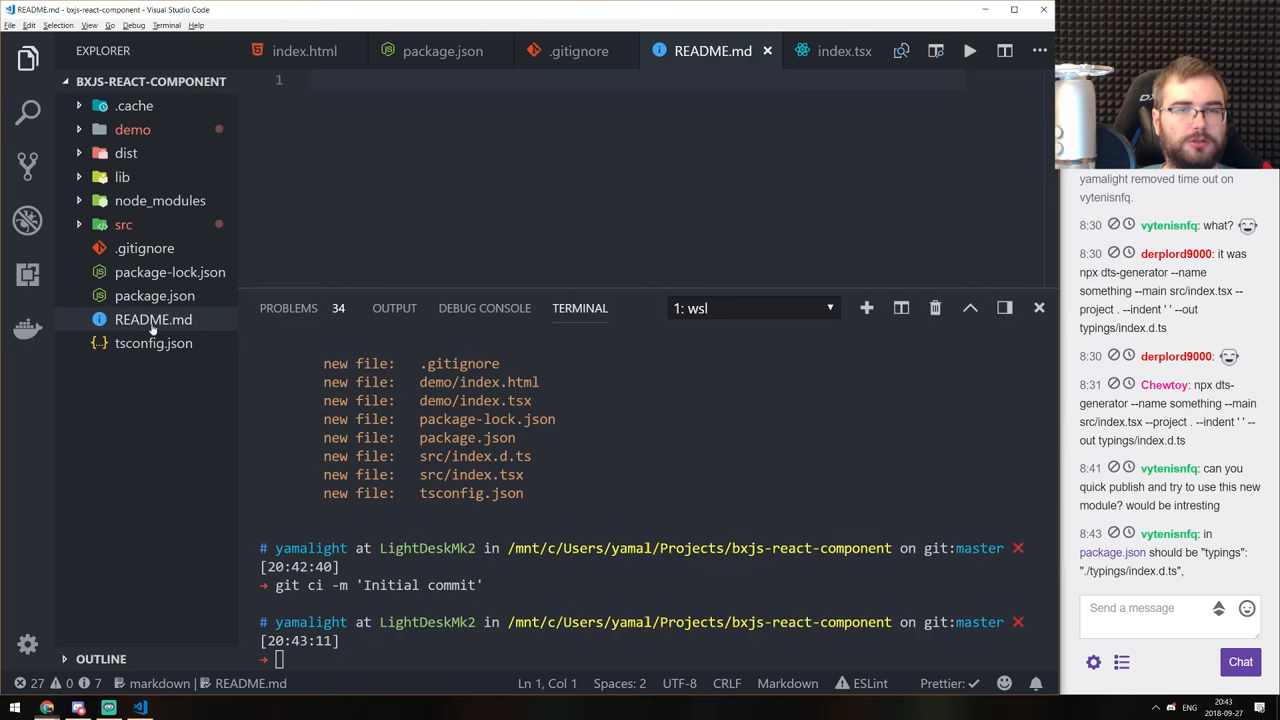 README.md - bxjs-react-component - Visual Studio Code
File Edit Selection View Go Debug Terminal Help
EXPLORER
index.html package.json .gitignore README.md index.tsx
BXJS-REACT-COMPONENT
1
.cache
demo
dist
lib
node_modules
src
.gitignore
package-lock.json
package.json
README.md
tsconfig.json
OUTLINE
PROBLEMS 34 OUTPUT DEBUG CONSOLE TERMINAL 1: wsl
new file: .gitignore
new file: demo/index.html
new file: demo/index.tsx
new file: package-lock.json
new file: package.json
new file: src/index.d.ts
new file: src/index.tsx
new file: tsconfig.json
# yamalight at LightDeskMk2 in /mnt/c/Users/yamal/Projects/bxjs-react-component on git:master
[20:42:40]
→ git ci -m 'Initial commit'
# yamalight at LightDeskMk2 in /mnt/c/Users/yamal/Projects/bxjs-react-component on git:master
[20:43:11]
→
27 0 7 markdown README.md Ln 1, Col 1 Spaces: 2 UTF-8 CRLF Markdown ESLint Prettier: ✓
yamalight removed time out on
vytenisnfq.
8:30 vytenisnfq: what?
8:30 derplord9000: it was
npx dts-generator --name
something --main src/index.tsx --
project . --indent ' ' --out
typings/index.d.ts
8:30 derplord9000:
8:31 Chewtoy: npx dts-
generator --name something --main
src/index.tsx --project . --indent ' ' --
out typings/index.d.ts
8:41 vytenisnfq: can you
quick publish and try to use this new
module? would be intresting
8:43 vytenisnfq: in
package.json should be "typings":
"./typings/index.d.ts",
Send a message
Chat
ENG
20:43
2018-09-27